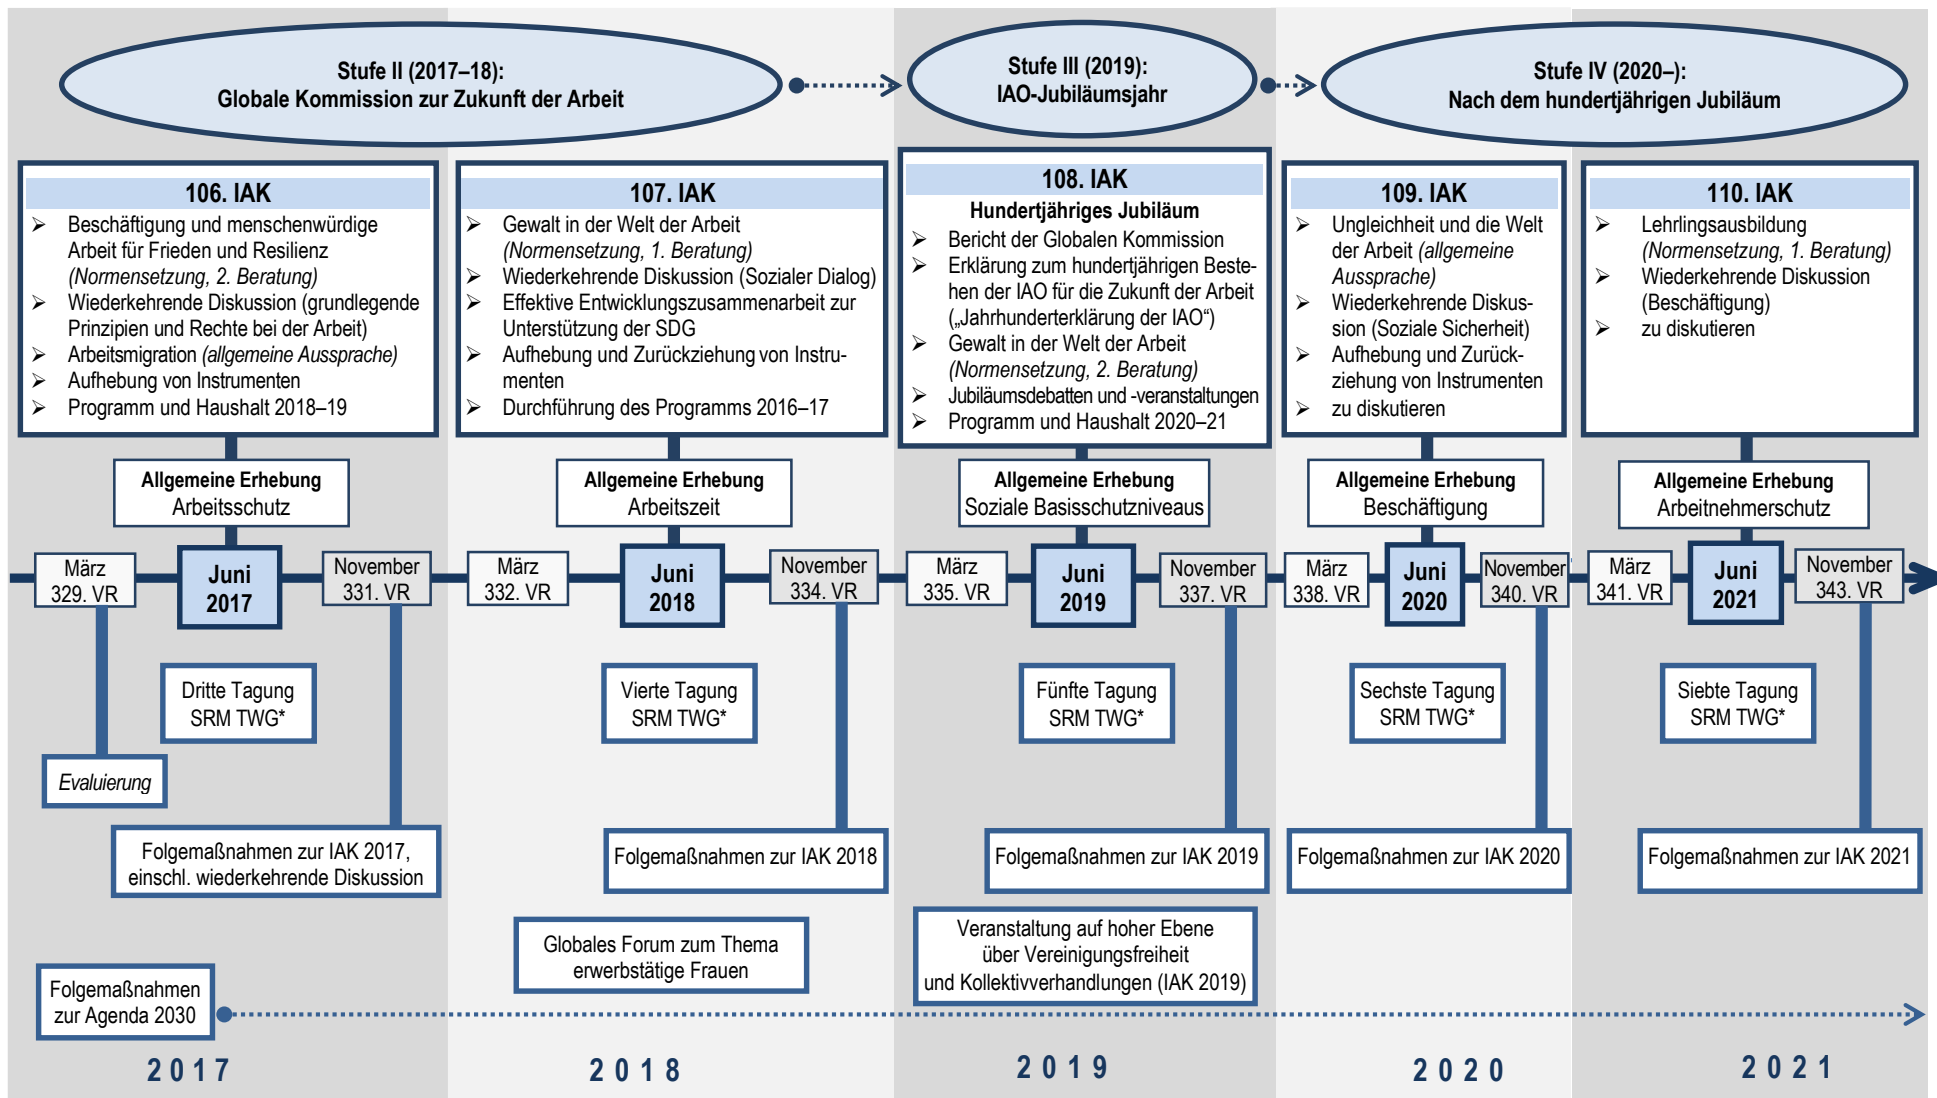 Stufe II (2017–18):
Globale Kommission zur Zukunft der Arbeit
Stufe III (2019):
IAO-Jubiläumsjahr
Stufe IV (2020–):
Nach dem hundertjährigen Jubiläum
106. IAK
➢ Beschäftigung und menschenwürdige
Arbeit für Frieden und Resilienz
(Normensetzung, 2. Beratung)
➢ Wiederkehrende Diskussion (grundlegende
Prinzipien und Rechte bei der Arbeit)
➢ Arbeitsmigration (allgemeine Aussprache)
➢ Aufhebung von Instrumenten
➢ Programm und Haushalt 2018–19
107. IAK
➢ Gewalt in der Welt der Arbeit
(Normensetzung, 1. Beratung)
➢ Wiederkehrende Diskussion (Sozialer Dialog)
➢ Effektive Entwicklungszusammenarbeit zur
Unterstützung der SDG
➢ Aufhebung und Zurückziehung von Instru-
menten
➢ Durchführung des Programms 2016–17
108. IAK
Hundertjähriges Jubiläum
➢ Bericht der Globalen Kommission
➢ Erklärung zum hundertjährigen Beste-
hen der IAO für die Zukunft der Arbeit
(„Jahrhunderterklärung der IAO“)
➢ Gewalt in der Welt der Arbeit
(Normensetzung, 2. Beratung)
➢ Jubiläumsdebatten und -veranstaltungen
➢ Programm und Haushalt 2020–21
109. IAK
➢ Ungleichheit und die Welt
der Arbeit (allgemeine
Aussprache)
➢ Wiederkehrende Diskus-
sion (Soziale Sicherheit)
➢ Aufhebung und Zurück-
ziehung von Instrumenten
➢ zu diskutieren
110. IAK
➢ Lehrlingsausbildung
(Normensetzung, 1. Beratung)
➢ Wiederkehrende Diskussion
(Beschäftigung)
➢ zu diskutieren
Allgemeine Erhebung
Arbeitsschutz
Allgemeine Erhebung
Arbeitszeit
Allgemeine Erhebung
Soziale Basisschutzniveaus
Allgemeine Erhebung
Beschäftigung
Allgemeine Erhebung
Arbeitnehmerschutz
März
329. VR
Juni
2017
November
331. VR
März
332. VR
Juni
2018
November
334. VR
März
335. VR
Juni
2019
November
337. VR
März
338. VR
Juni
2020
November
340. VR
März
341. VR
Juni
2021
November
343. VR
Dritte Tagung
SRM TWG*
Vierte Tagung
SRM TWG*
Fünfte Tagung
SRM TWG*
Sechste Tagung
SRM TWG*
Siebte Tagung
SRM TWG*
Evaluierung
Folgemaßnahmen zur IAK 2017,
einschl. wiederkehrende Diskussion
Folgemaßnahmen zur IAK 2018
Folgemaßnahmen zur IAK 2019
Folgemaßnahmen zur IAK 2020
Folgemaßnahmen zur IAK 2021
Globales Forum zum Thema
erwerbstätige Frauen
Veranstaltung auf hoher Ebene
über Vereinigungsfreiheit
und Kollektivverhandlungen (IAK 2019)
Folgemaßnahmen
zur Agenda 2030
2017
2018
2019
2020
2021